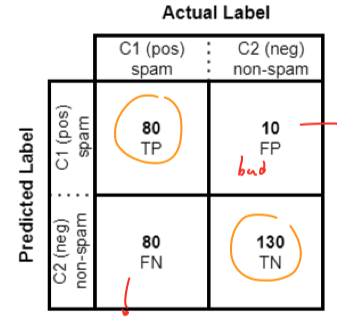 Actual Label
C1 (pos)
spam
C2 (neg)
non-spam
Predicted Label
C1 (pos)
spam
80
TP
10
FP
bad
C2 (neg)
non-spam
80
FN
130
TN